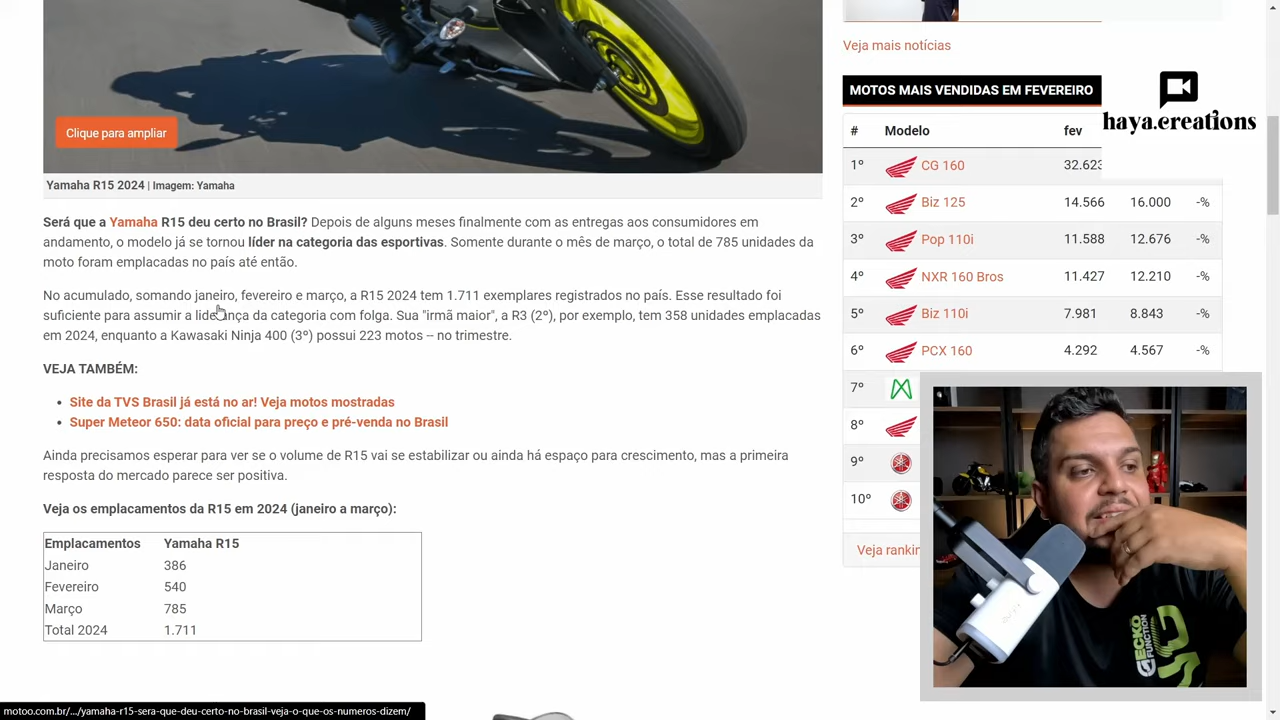 Clique para ampliar
Yamaha R15 2024 | Imagem: Yamaha
Será que a Yamaha R15 deu certo no Brasil? Depois de alguns meses finalmente com as entregas aos consumidores em
andamento, o modelo já se tornou líder na categoria das esportivas. Somente durante o mês de março, o total de 785 unidades da
moto foram emplacadas no país até então.
No acumulado, somando janeiro, fevereiro e março, a R15 2024 tem 1.711 exemplares registrados no país. Esse resultado foi
suficiente para assumir a liderança da categoria com folga. Sua "irmã maior", a R3 (2º), por exemplo, tem 358 unidades emplacadas
em 2024, enquanto a Kawasaki Ninja 400 (3º) possui 223 motos -- no trimestre.
VEJA TAMBÉM:
• Site da TVS Brasil já está no ar! Veja motos mostradas
• Super Meteor 650: data oficial para preço e pré-venda no Brasil
Ainda precisamos esperar para ver se o volume de R15 vai se estabilizar ou ainda há espaço para crescimento, mas a primeira
resposta do mercado parece ser positiva.
Veja os emplacamentos da R15 em 2024 (janeiro a março):
Emplacamentos Yamaha R15
Janeiro 386
Fevereiro 540
Março 785
Total 2024 1.711
motoo.com.br/.../yamaha-r15-sera-que-deu-certo-no-brasil-veja-o-que-os-numeros-dizem/
Veja mais notícias
MOTOS MAIS VENDIDAS EM FEVEREIRO
haya.creations
# Modelo fev
1º CG 160 32.623
2º Biz 125 14.566 16.000 -%
3º Pop 110i 11.588 12.676 -%
4º NXR 160 Bros 11.427 12.210 -%
5º Biz 110i 7.981 8.843 -%
6º PCX 160 4.292 4.567 -%
7º
8º
9º
10º
Veja
GECKO
FUNCTION